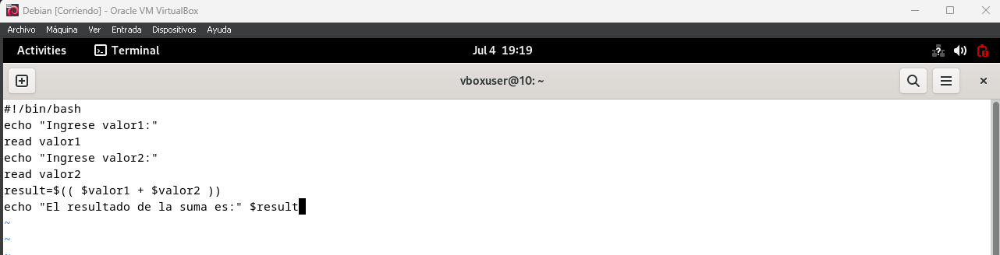 Debian [Corriendo] - Oracle VM VirtualBox
Archivo Máquina Ver Entrada Dispositivos Ayuda
Activities Terminal Jul 4 19:19
vboxuser@10: ~
#!/bin/bash
echo "Ingrese valor1:"
read valor1
echo "Ingrese valor2:"
read valor2
result=$(( $valor1 + $valor2 ))
echo "El resultado de la suma es:" $result
~
~
~